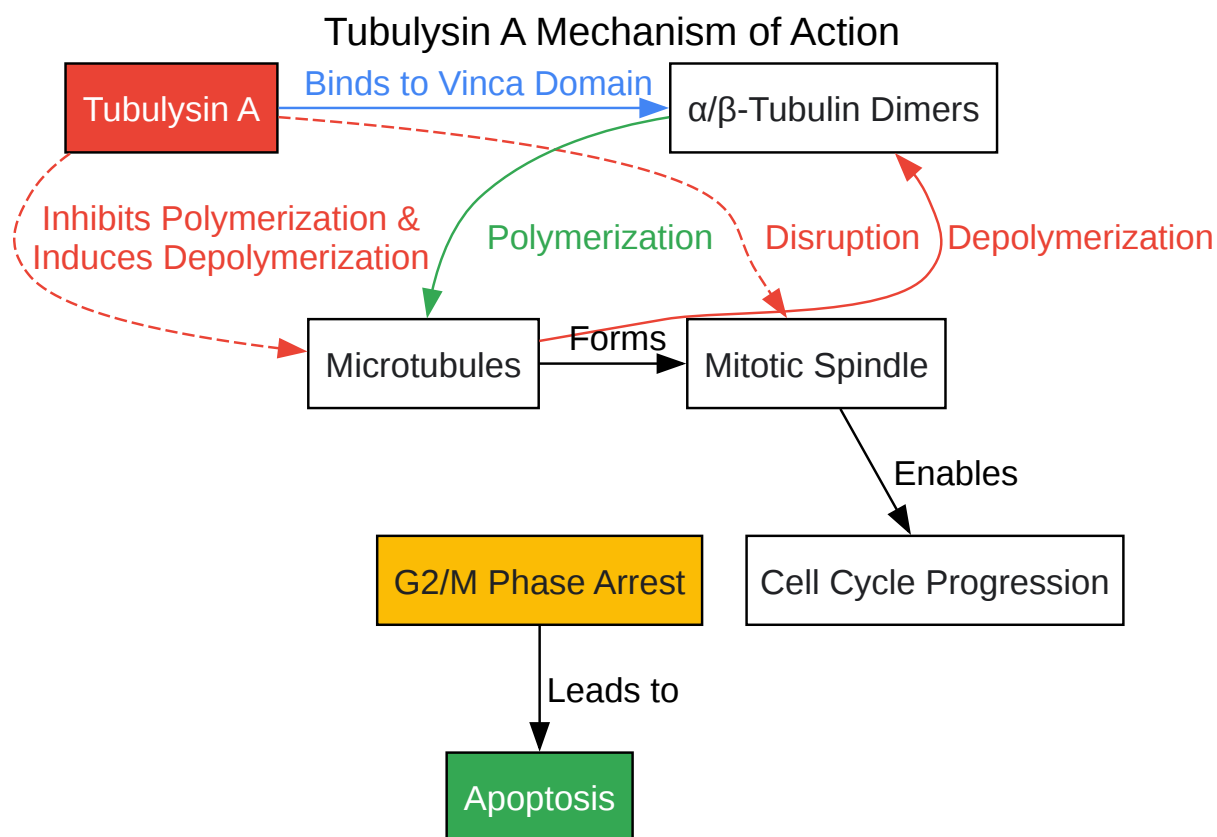 Tubulysin A Mechanism of Action
Tubulysin A
Binds to Vinca Domain
α/β-Tubulin Dimers
Inhibits Polymerization &
Induces Depolymerization
Polymerization
Disruption
Depolymerization
Microtubules
Forms
Mitotic Spindle
Enables
G2/M Phase Arrest
Cell Cycle Progression
Leads to
Apoptosis